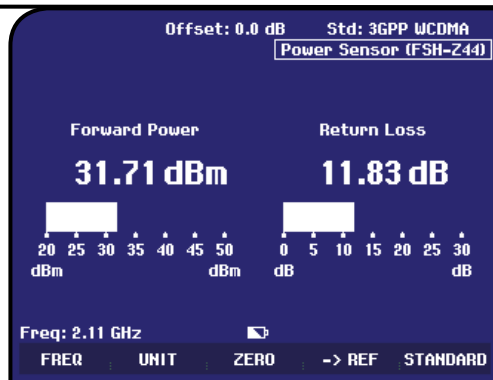 Offset: 0.0 dB Std: 3GPP WCDMA
Power Sensor (FSH-Z44)
Forward Power Return Loss
31.71 dBm 11.83 dB
20 25 30 35 40 45 50 0 5 10 15 20 25 30
dBm dBm dB dB
Freq: 2.11 GHz
FREQ UNIT ZERO -> REF STANDARD